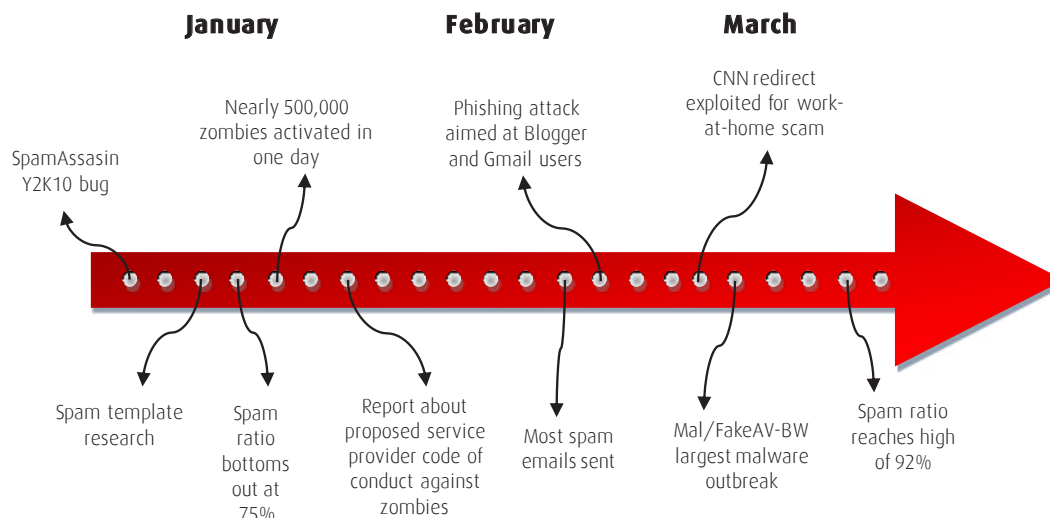 January
February
March
SpamAssasin
Y2K10 bug
Nearly 500,000
zombies activated in
one day
Phishing attack
aimed at Blogger
and Gmail users
CNN redirect
exploited for work-
at-home scam
Spam template
research
Spam
ratio
bottoms
out at
75%
Report about
proposed service
provider code of
conduct against
zombies
Most spam
emails sent
Mal/FakeAV-BW
largest malware
outbreak
Spam ratio
reaches high
of 92%